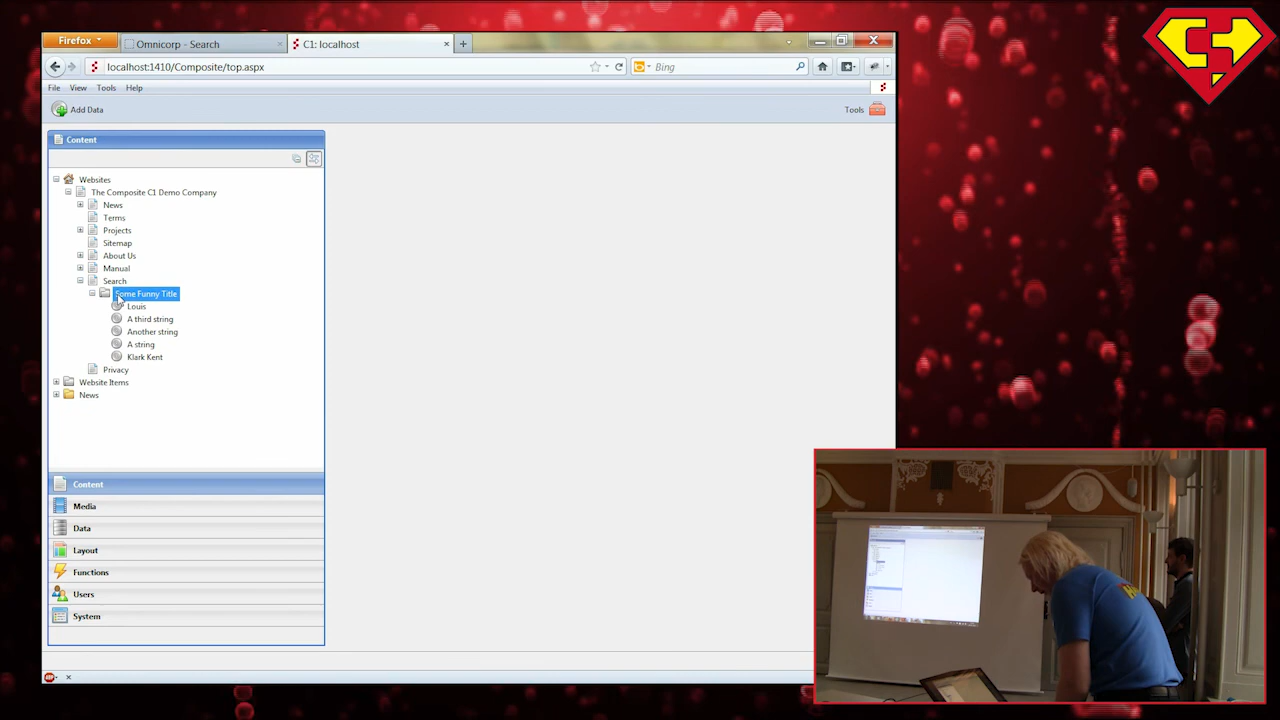 Firefox
Omnicorp - Search
C1: localhost
localhost:1410/Composite/top.aspx
Bing
File View Tools Help
Add Data
Tools
Content
Websites
The Composite C1 Demo Company
News
Terms
Projects
Sitemap
About Us
Manual
Search
Some Funny Title
Louis
A third string
Another string
A string
Klark Kent
Privacy
Website Items
News
Content
Media
Data
Layout
Functions
Users
System
ABP
C1